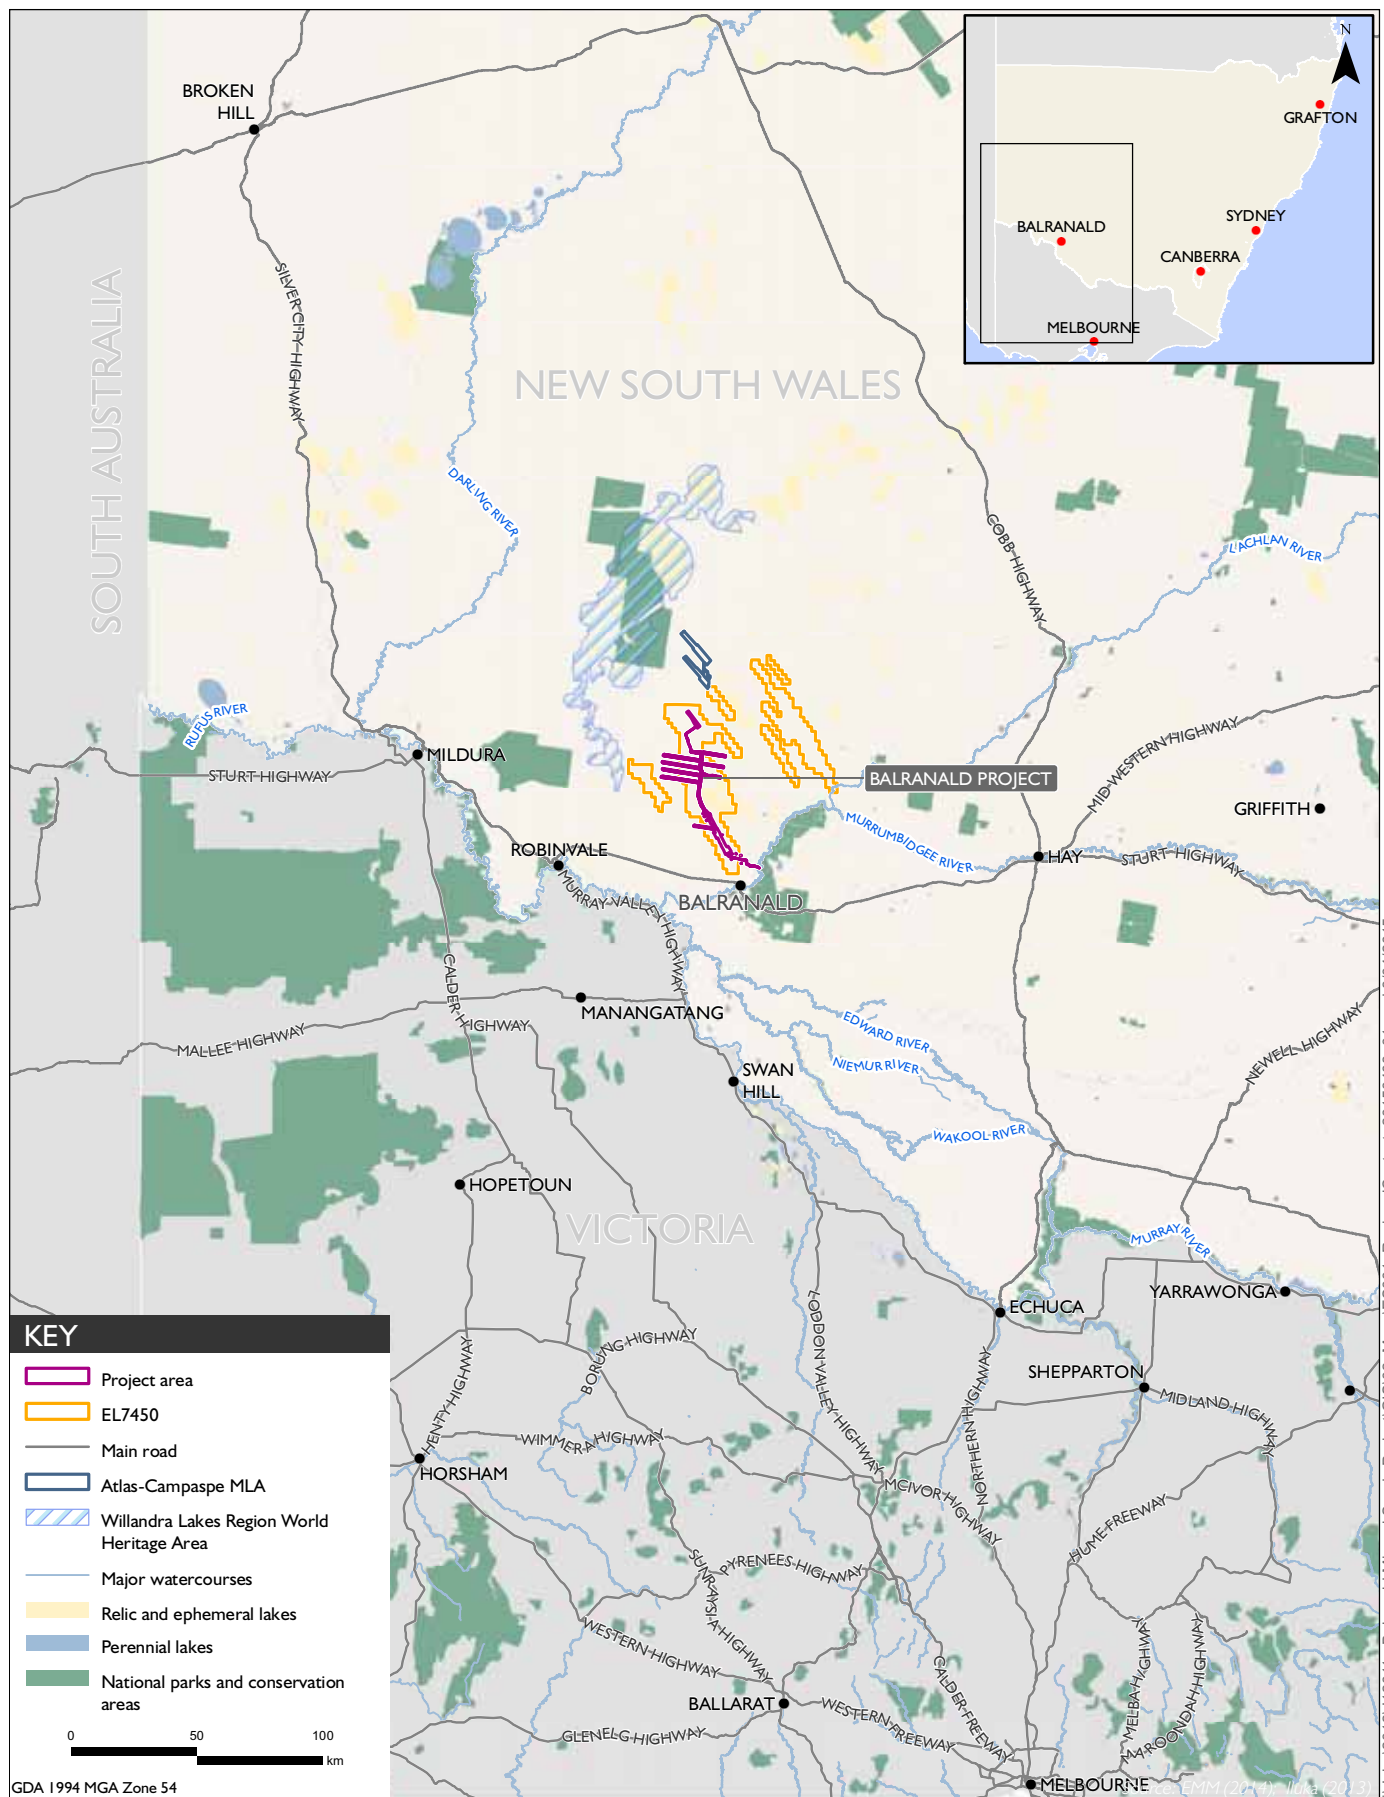 BROKEN
HILL
N
GRAFTON
SYDNEY
BALRANALD
CANBERRA
MELBOURNE
SILVER CITY HIGHWAY
SOUTH AUSTRALIA
NEW SOUTH WALES
DARLING RIVER
COBB HIGHWAY
LACHLAN RIVER
RUFUS RIVER
MILDURA
STURT HIGHWAY
BALRANALD PROJECT
MID-WESTERN HIGHWAY
GRIFFITH
MURRUMBIDGEE RIVER
ROBINVALE
HAY
STURT HIGHWAY
MURRAY VALLEY HIGHWAY
BALRANALD
CALDER HIGHWAY
MANANGATANG
MALLEE HIGHWAY
EDWARD RIVER
NIEMUR RIVER
NEWELL HIGHWAY
SWAN
HILL
WAKOOL RIVER
HOPETOUN
VICTORIA
MURRAY RIVER
YARRAWONGA
ECHUCA
LODDON VALLEY HIGHWAY
BORUNG HIGHWAY
HENTY HIGHWAY
NORTHERN HIGHWAY
SHEPPARTON
MIDLAND HIGHWAY
WIMMERA HIGHWAY
HORSHAM
MCIVOR HIGHWAY
HUME FREEWAY
PYRENEES HIGHWAY
SUNRAYSIA HIGHWAY
WESTERN HIGHWAY
CALDER FREEWAY
MELBA HIGHWAY
MAROONDAH HIGHWAY
BALLARAT
WESTERN FREEWAY
GLENELG HIGHWAY
MELBOURNE
Source: EMM (2014); Iluka (2013)
KEY
Project area
EL7450
Main road
Atlas-Campaspe MLA
Willandra Lakes Region World
Heritage Area
Major watercourses
Relic and ephemeral lakes
Perennial lakes
National parks and conservation
areas
0 50 100
km
GDA 1994 MGA Zone 54